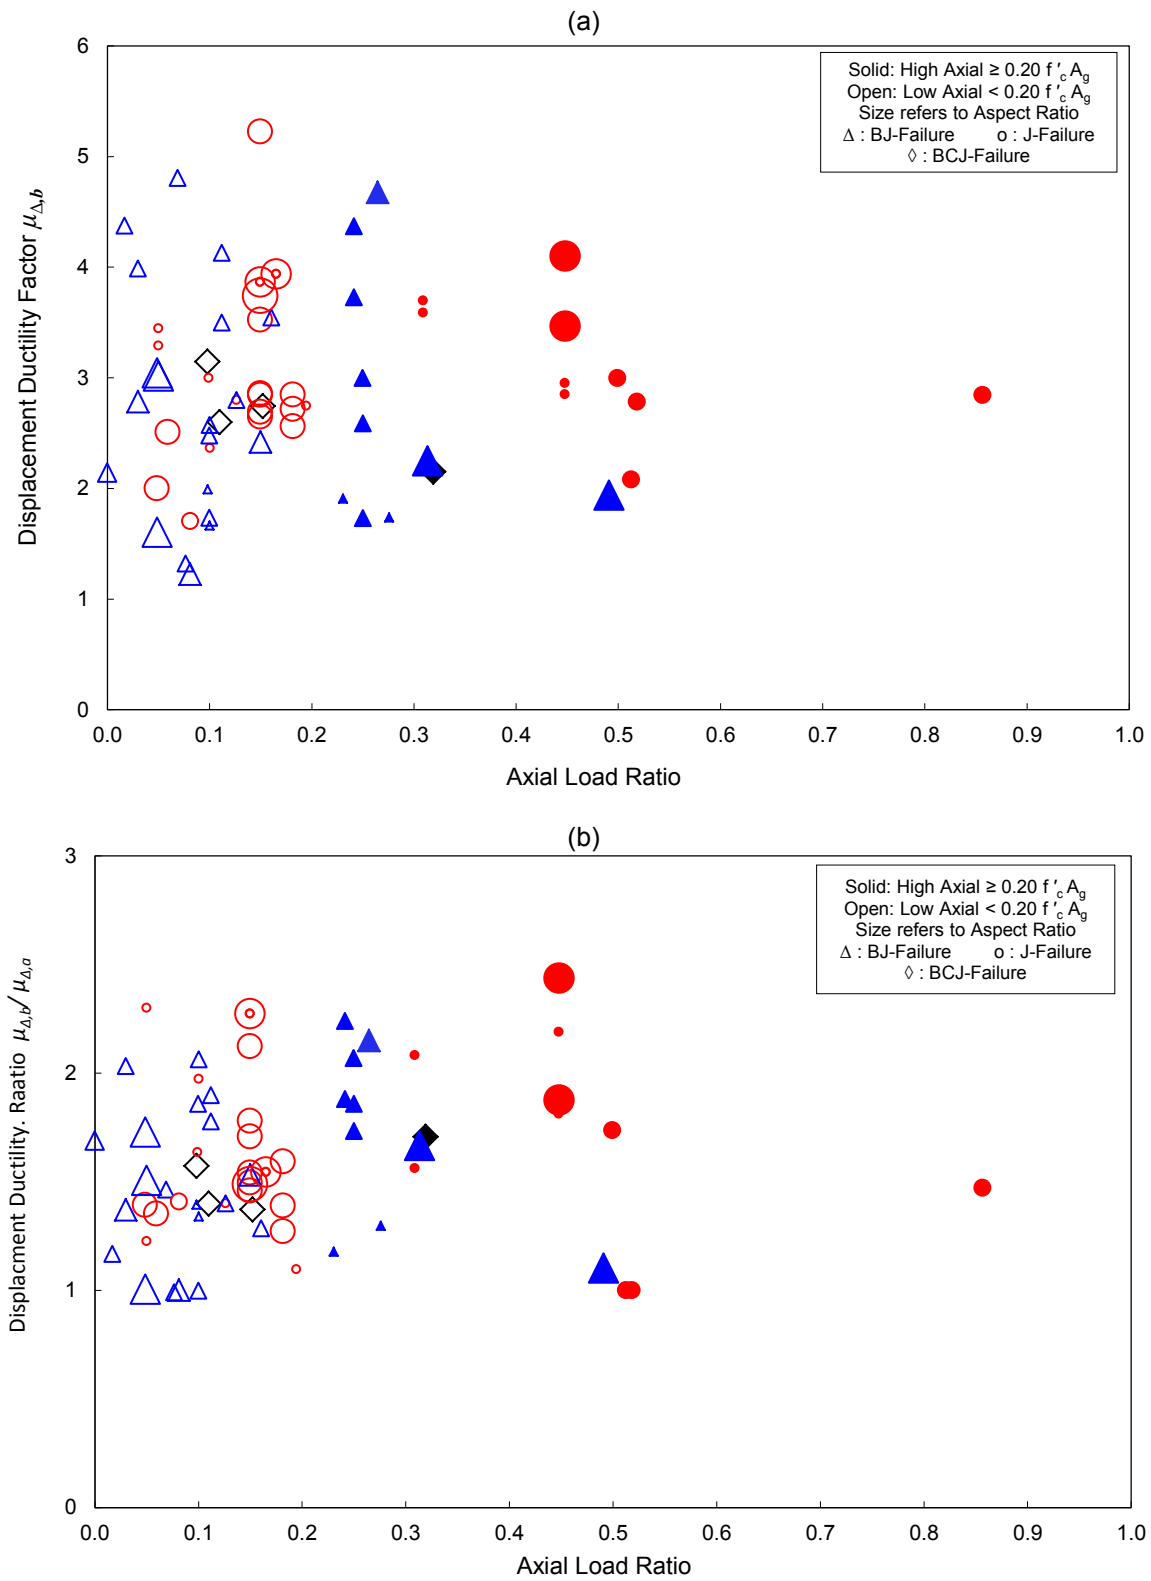 (a)
6
5
4
3
2
1
0
Displacement Ductility Factor μΔ,b
Solid: High Axial ≥ 0.20 f ′c Ag
Open: Low Axial < 0.20 f ′c Ag
Size refers to Aspect Ratio
Δ : BJ-Failure o : J-Failure
◊ : BCJ-Failure
0.0 0.1 0.2 0.3 0.4 0.5 0.6 0.7 0.8 0.9 1.0
Axial Load Ratio
(b)
3
2
1
0
Displacment Ductility. Raatio μΔ,b/ μΔ,a
Solid: High Axial ≥ 0.20 f ′c Ag
Open: Low Axial < 0.20 f ′c Ag
Size refers to Aspect Ratio
Δ : BJ-Failure o : J-Failure
◊ : BCJ-Failure
0.0 0.1 0.2 0.3 0.4 0.5 0.6 0.7 0.8 0.9 1.0
Axial Load Ratio